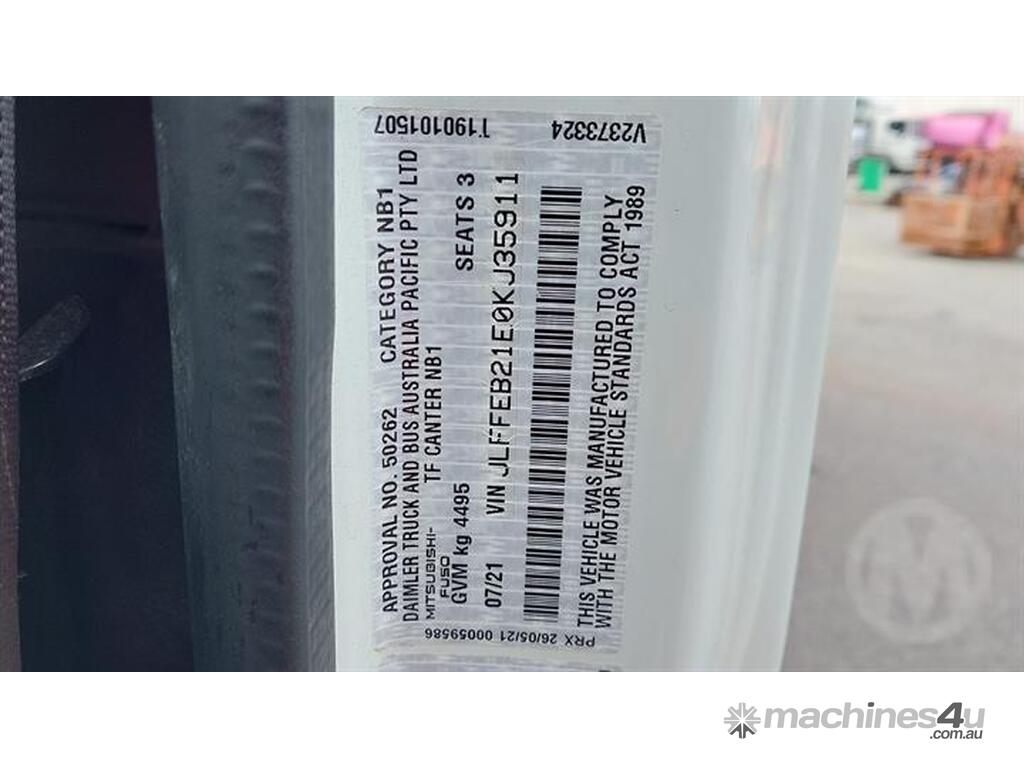 T190101507
V2373324
APPROVAL NO. 50262 CATEGORY NB1
DAIMLER TRUCK AND BUS AUSTRALIA PACIFIC PTY LTD
MITSUBISHI-
FUSO
TF CANTER NB1
GVM kg 4495 SEATS 3
07/21 VIN JLFFEB21E0KJ35911
THIS VEHICLE WAS MANUFACTURED TO COMPLY
WITH THE MOTOR VEHICLE STANDARDS ACT 1989
PRX 26/05/21 00059586
M
machines4u
.com.au